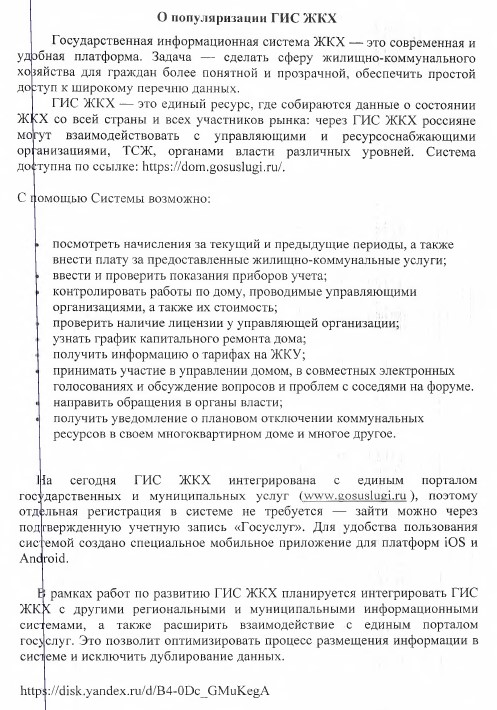 О популяризации ГИС ЖКХ
Государственная информационная система ЖКХ — это современная и
удобная платформа. Задача — сделать сферу жилищно-коммунального
хозяйства для граждан более понятной и прозрачной, обеспечить простой
доступ к широкому перечню данных.
ГИС ЖКХ — это единый ресурс, где собираются данные о состоянии
ЖКХ со всей страны и всех участников рынка: через ГИС ЖКХ россияне
могут взаимодействовать с управляющими и ресурсоснабжающими
организациями, ТСЖ, органами власти различных уровней. Система
доступна по ссылке: https://dom.gosuslugi.ru/.
С помощью Системы возможно:
• посмотреть начисления за текущий и предыдущие периоды, а также
внести плату за предоставленные жилищно-коммунальные услуги;
• ввести и проверить показания приборов учета;
• контролировать работы по дому, проводимые управляющими
организациями, а также их стоимость;
• проверить наличие лицензии у управляющей организации;
• узнать график капитального ремонта дома;
• получить информацию о тарифах на ЖКУ;
• принимать участие в управлении домом, в совместных электронных
голосованиях и обсуждение вопросов и проблем с соседями на форуме.
• направить обращения в органы власти;
• получить уведомление о плановом отключении коммунальных
ресурсов в своем многоквартирном доме и многое другое.
На сегодня ГИС ЖКХ интегрирована с единым порталом
государственных и муниципальных услуг (www.gosuslugi.ru ), поэтому
отдельная регистрация в системе не требуется — зайти можно через
подтвержденную учетную запись «Госуслуг». Для удобства пользования
системой создано специальное мобильное приложение для платформ iOS и
Android.
В рамках работ по развитию ГИС ЖКХ планируется интегрировать ГИС
ЖКХ с другими региональными и муниципальными информационными
системами, а также расширить взаимодействие с единым порталом
госуслуг. Это позволит оптимизировать процесс размещения информации в
системе и исключить дублирование данных.
https://disk.yandex.ru/d/B4-0Dc_GMuKegA